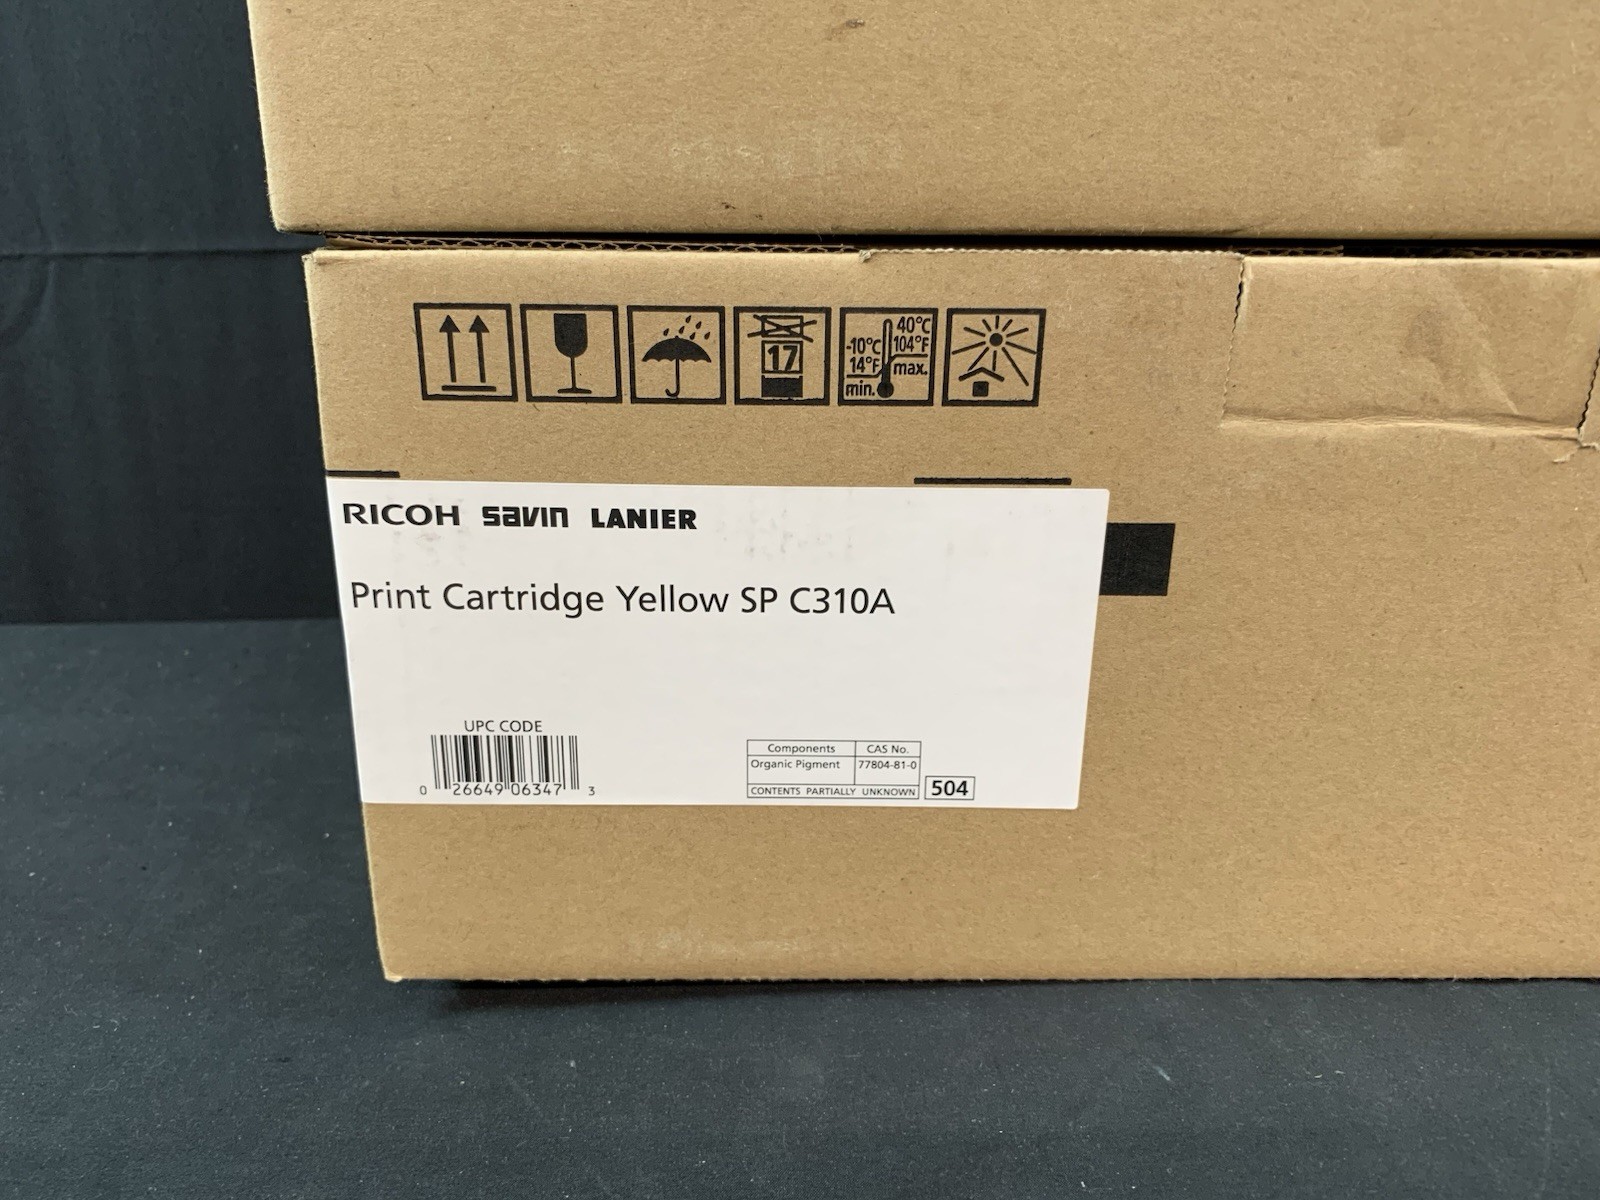 17
-10°C
14°F
min.
40°C
104°F
max.
RICOH savin LANIER
Print Cartridge Yellow SP C310A
UPC CODE
0 26649 06347 3
Components CAS No.
Organic Pigment 77804-81-0
CONTENTS PARTIALLY UNKNOWN
504